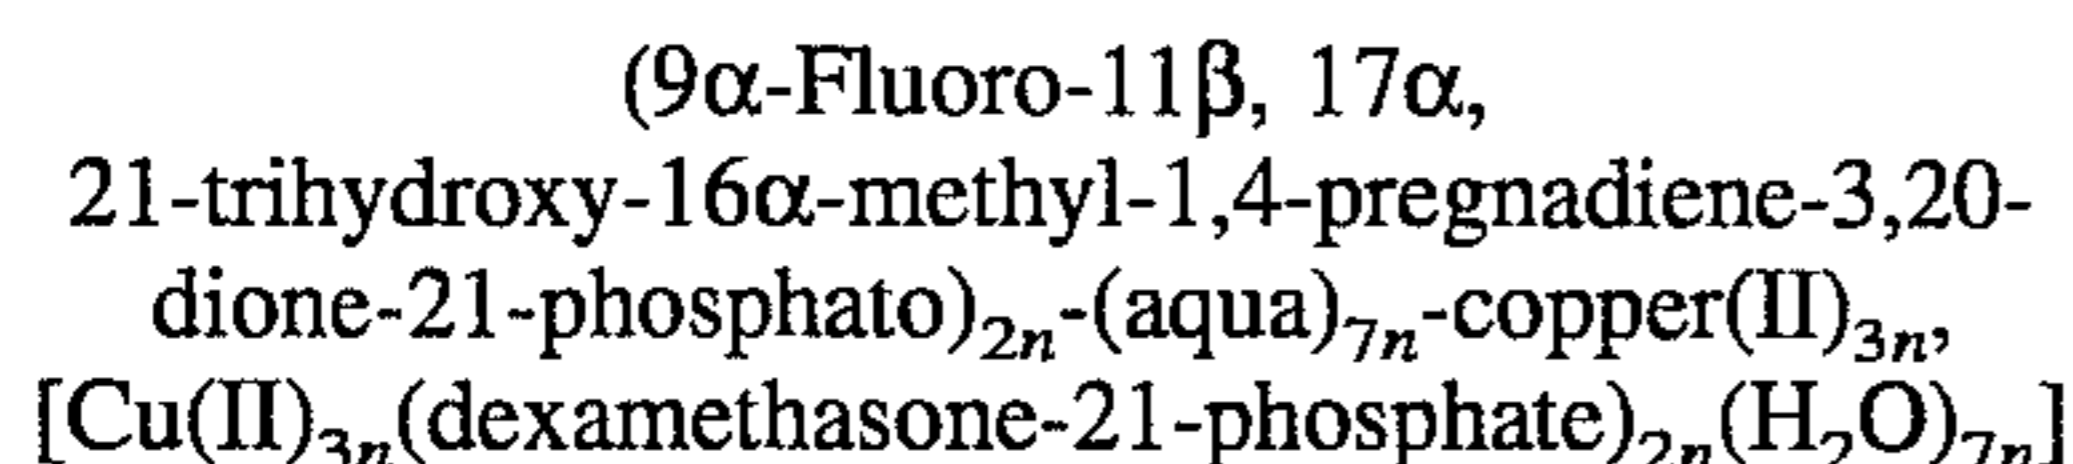 (9α-Fluoro-11β, 17α,
21-trihydroxy-16α-methyl-1,4-pregnadiene-3,20-
dione-21-phosphato)₂ₙ-(aqua)₇ₙ-copper(II)₃ₙ,
[Cu(II)₃ₙ(dexamethasone-21-phosphate)₂ₙ(H₂O)₇ₙ]